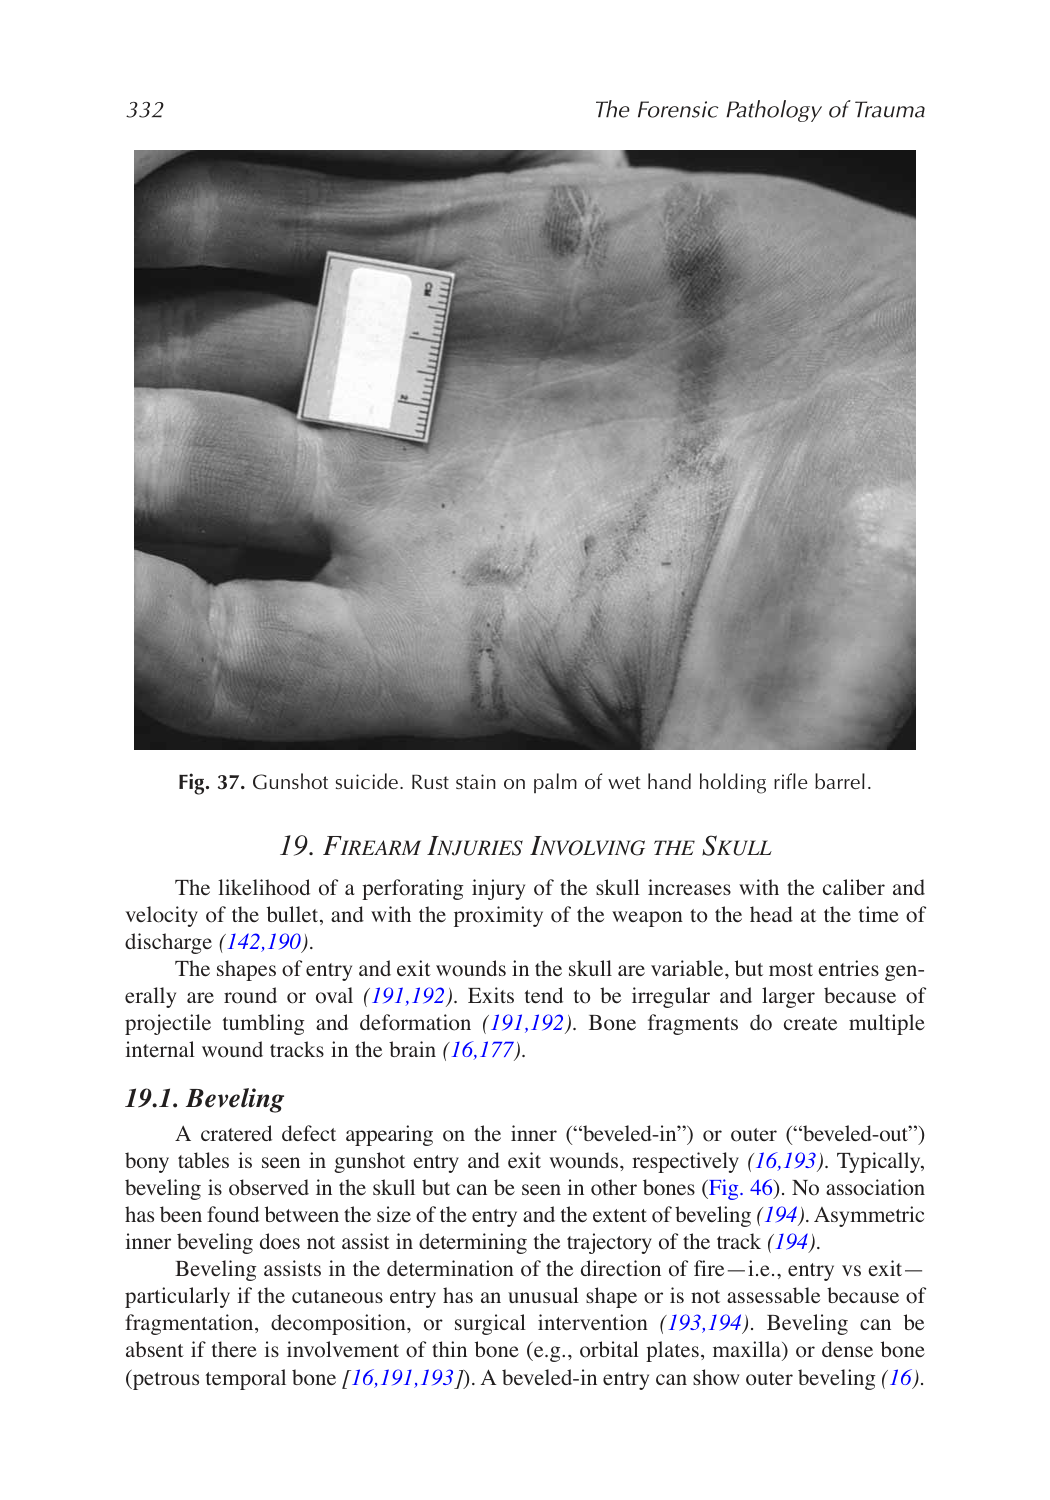 332
The Forensic Pathology of Trauma
CM
1
2
Fig. 37. Gunshot suicide. Rust stain on palm of wet hand holding rifle barrel.
19. Firearm Injuries Involving the Skull
The likelihood of a perforating injury of the skull increases with the caliber and
velocity of the bullet, and with the proximity of the weapon to the head at the time of
discharge (142,190).
The shapes of entry and exit wounds in the skull are variable, but most entries gen-
erally are round or oval (191,192). Exits tend to be irregular and larger because of
projectile tumbling and deformation (191,192). Bone fragments do create multiple
internal wound tracks in the brain (16,177).
19.1. Beveling
A cratered defect appearing on the inner (“beveled-in”) or outer (“beveled-out”)
bony tables is seen in gunshot entry and exit wounds, respectively (16,193). Typically,
beveling is observed in the skull but can be seen in other bones (Fig. 46). No association
has been found between the size of the entry and the extent of beveling (194). Asymmetric
inner beveling does not assist in determining the trajectory of the track (194).
Beveling assists in the determination of the direction of fire—i.e., entry vs exit—
particularly if the cutaneous entry has an unusual shape or is not assessable because of
fragmentation, decomposition, or surgical intervention (193,194). Beveling can be
absent if there is involvement of thin bone (e.g., orbital plates, maxilla) or dense bone
(petrous temporal bone [16,191,193]). A beveled-in entry can show outer beveling (16).